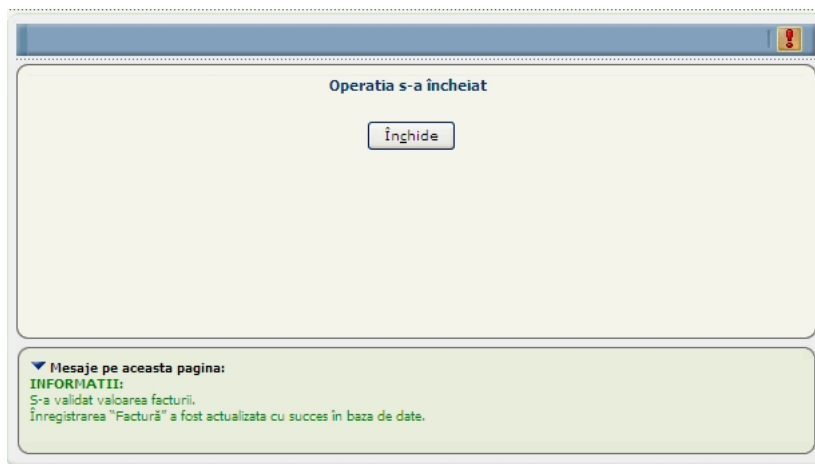 Operatia s-a încheiat
Închide
Mesaje pe aceasta pagina:
INFORMATII:
S-a validat valoarea facturii.
Înregistrarea "Factură" a fost actualizata cu succes în baza de date.